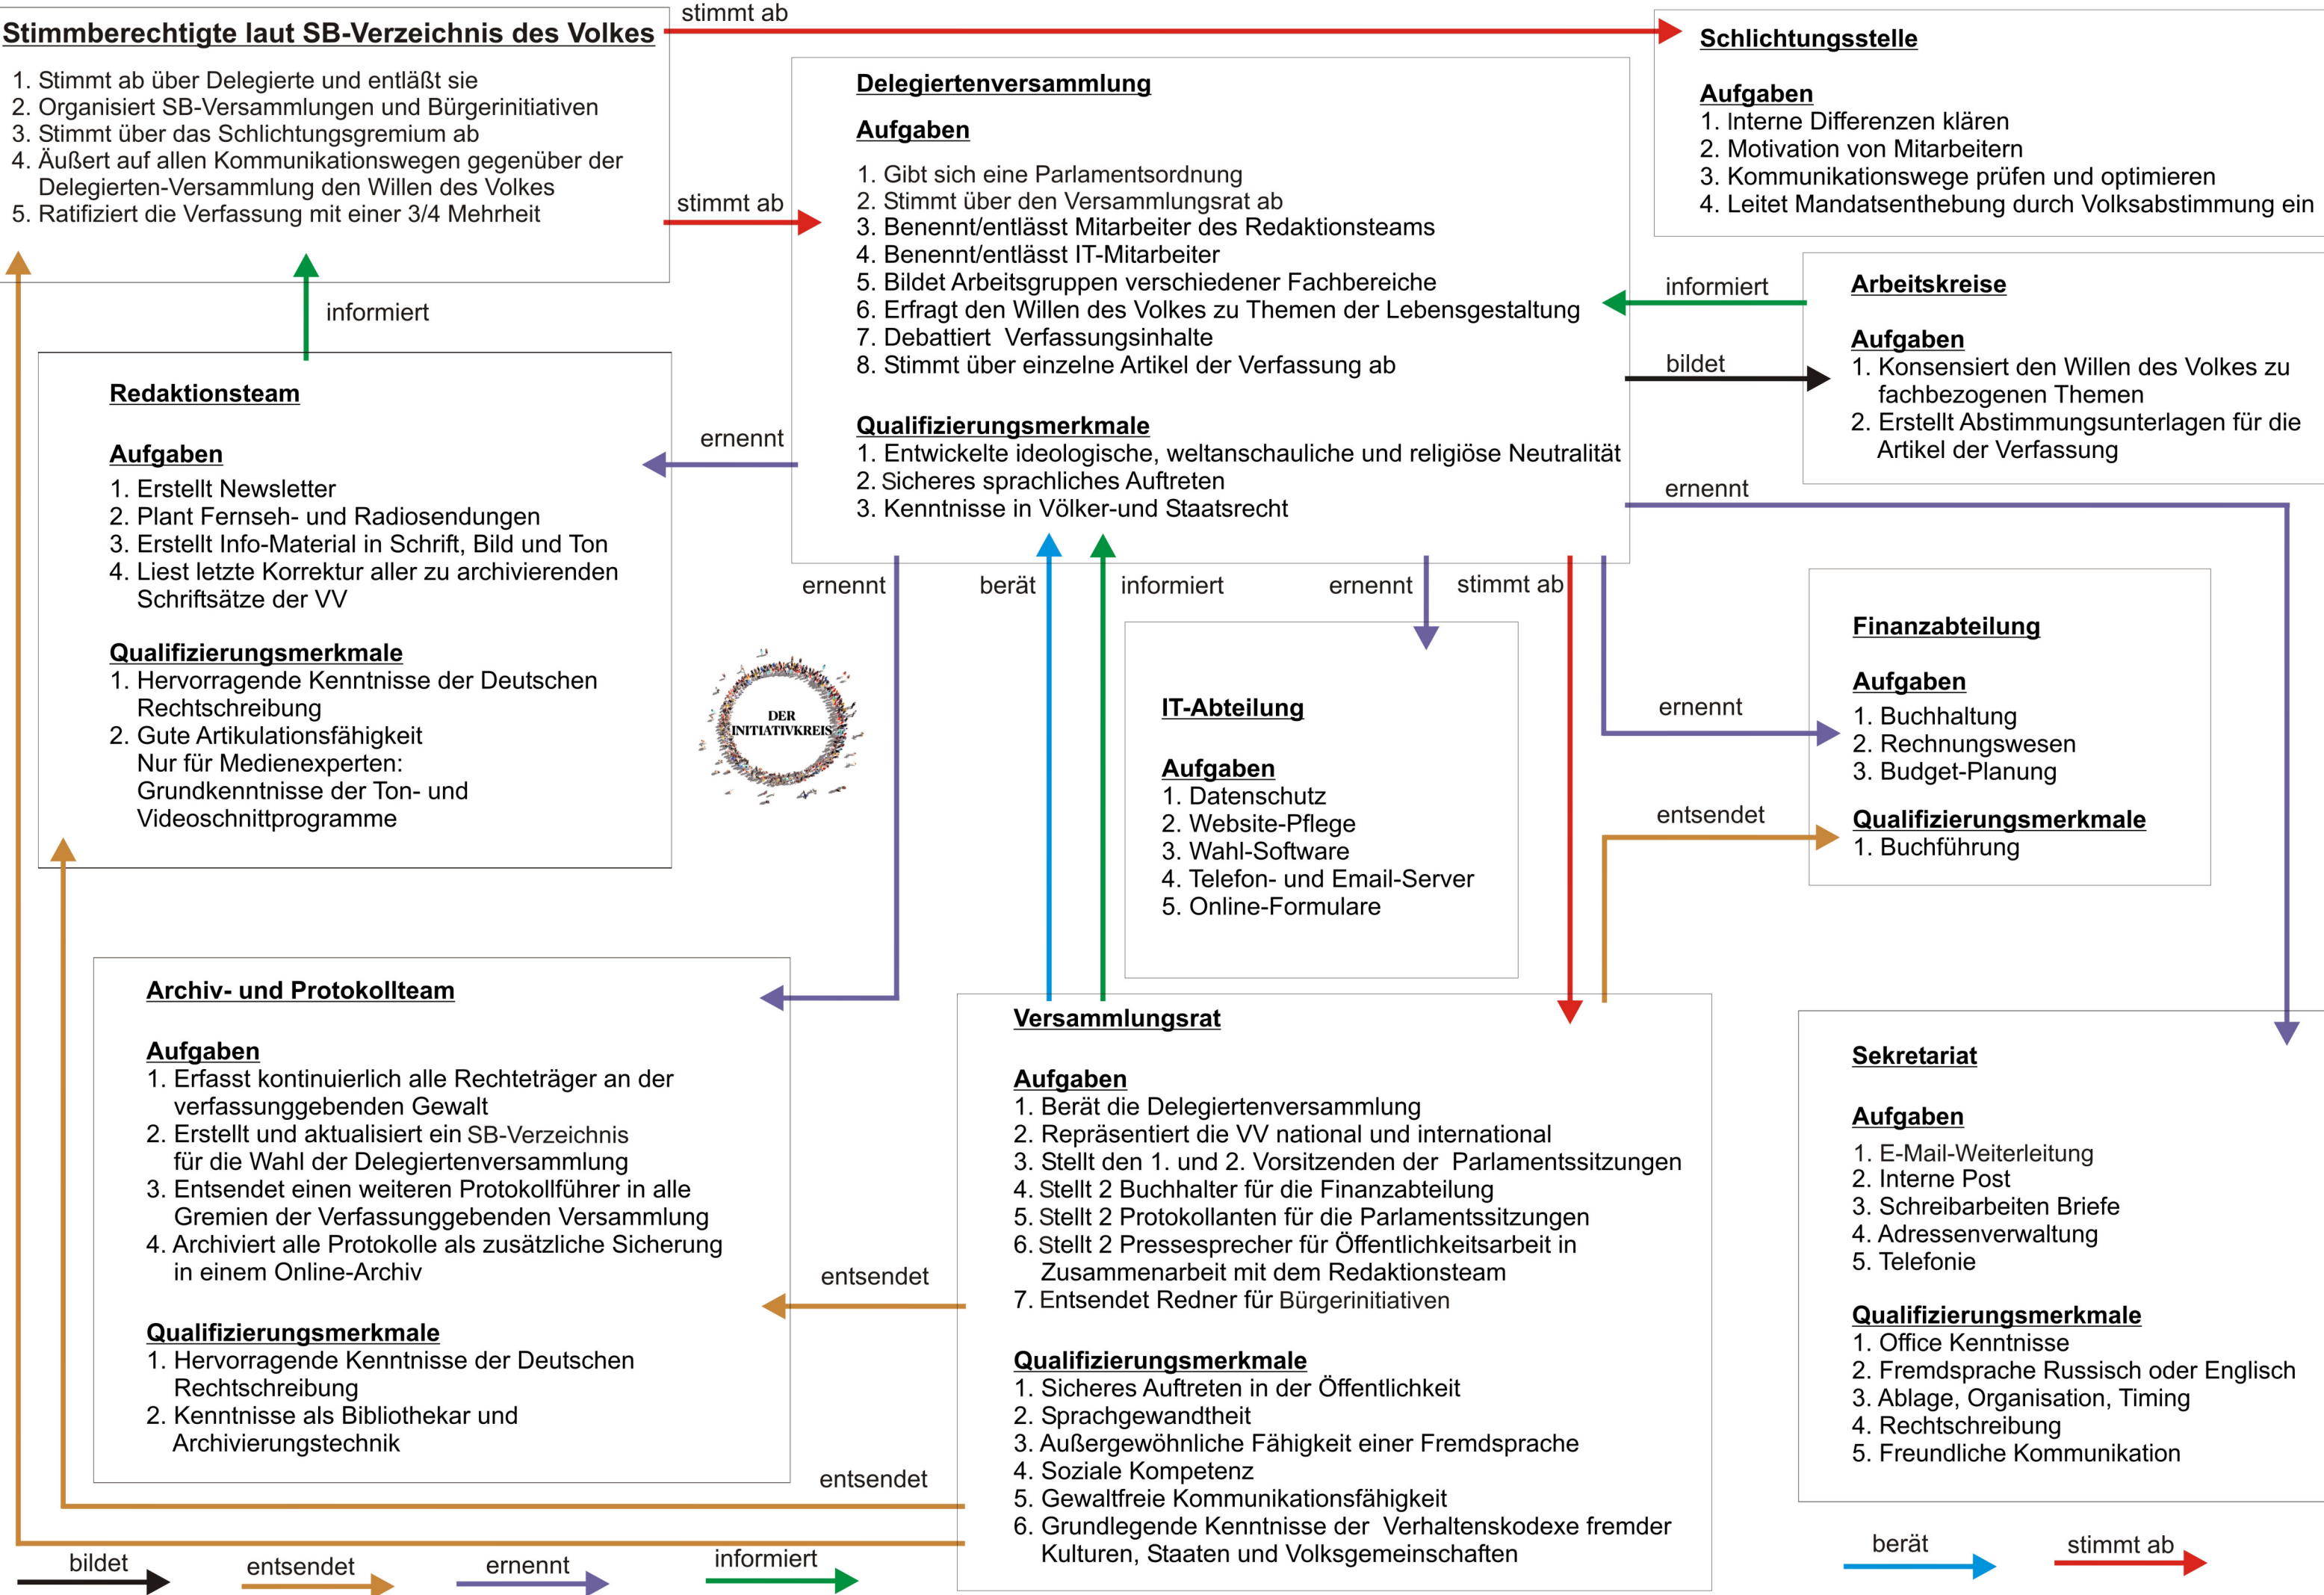 stimmt ab
Stimmberechtigte laut SB-Verzeichnis des Volkes
1. Stimmt ab über Delegierte und entläßt sie
2. Organisiert SB-Versammlungen und Bürgerinitiativen
3. Stimmt über das Schlichtungsgremium ab
4. Äußert auf allen Kommunikationswegen gegenüber der
Delegierten-Versammlung den Willen des Volkes
5. Ratifiziert die Verfassung mit einer 3/4 Mehrheit
stimmt ab
informiert
Delegiertenversammlung
Aufgaben
1. Gibt sich eine Parlamentsordnung
2. Stimmt über den Versammlungsrat ab
3. Benennt/entlässt Mitarbeiter des Redaktionsteams
4. Benennt/entlässt IT-Mitarbeiter
5. Bildet Arbeitsgruppen verschiedener Fachbereiche
6. Erfragt den Willen des Volkes zu Themen der Lebensgestaltung
7. Debattiert Verfassungsinhalte
8. Stimmt über einzelne Artikel der Verfassung ab
Qualifizierungsmerkmale
1. Entwickelte ideologische, weltanschauliche und religiöse Neutralität
2. Sicheres sprachliches Auftreten
3. Kenntnisse in Völker-und Staatsrecht
Schlichtungsstelle
Aufgaben
1. Interne Differenzen klären
2. Motivation von Mitarbeitern
3. Kommunikationswege prüfen und optimieren
4. Leitet Mandatsenthebung durch Volksabstimmung ein
informiert
bildet
Arbeitskreise
Aufgaben
1. Konsensiert den Willen des Volkes zu
fachbezogenen Themen
2. Erstellt Abstimmungsunterlagen für die
Artikel der Verfassung
ernennt
Redaktionsteam
Aufgaben
1. Erstellt Newsletter
2. Plant Fernseh- und Radiosendungen
3. Erstellt Info-Material in Schrift, Bild und Ton
4. Liest letzte Korrektur aller zu archivierenden
Schriftsätze der VV
Qualifizierungsmerkmale
1. Hervorragende Kenntnisse der Deutschen
Rechtschreibung
2. Gute Artikulationsfähigkeit
Nur für Medienexperten:
Grundkenntnisse der Ton- und
Videoschnittprogramme
ernennt
ernennt
berät
informiert
ernennt
stimmt ab
DER
INITIATIVKREIS
IT-Abteilung
Aufgaben
1. Datenschutz
2. Website-Pflege
3. Wahl-Software
4. Telefon- und Email-Server
5. Online-Formulare
ernennt
entsendet
Finanzabteilung
Aufgaben
1. Buchhaltung
2. Rechnungswesen
3. Budget-Planung
Qualifizierungsmerkmale
1. Buchführung
Archiv- und Protokollteam
Aufgaben
1. Erfasst kontinuierlich alle Rechteträger an der
verfassunggebenden Gewalt
2. Erstellt und aktualisiert ein SB-Verzeichnis
für die Wahl der Delegiertenversammlung
3. Entsendet einen weiteren Protokollführer in alle
Gremien der Verfassunggebenden Versammlung
4. Archiviert alle Protokolle als zusätzliche Sicherung
in einem Online-Archiv
Qualifizierungsmerkmale
1. Hervorragende Kenntnisse der Deutschen
Rechtschreibung
2. Kenntnisse als Bibliothekar und
Archivierungstechnik
entsendet
entsendet
Versammlungsrat
Aufgaben
1. Berät die Delegiertenversammlung
2. Repräsentiert die VV national und international
3. Stellt den 1. und 2. Vorsitzenden der Parlamentssitzungen
4. Stellt 2 Buchhalter für die Finanzabteilung
5. Stellt 2 Protokollanten für die Parlamentssitzungen
6. Stellt 2 Pressesprecher für Öffentlichkeitsarbeit in
Zusammenarbeit mit dem Redaktionsteam
7. Entsendet Redner für Bürgerinitiativen
Qualifizierungsmerkmale
1. Sicheres Auftreten in der Öffentlichkeit
2. Sprachgewandtheit
3. Außergewöhnliche Fähigkeit einer Fremdsprache
4. Soziale Kompetenz
5. Gewaltfreie Kommunikationsfähigkeit
6. Grundlegende Kenntnisse der Verhaltenskodexe fremder
Kulturen, Staaten und Volksgemeinschaften
Sekretariat
Aufgaben
1. E-Mail-Weiterleitung
2. Interne Post
3. Schreibarbeiten Briefe
4. Adressenverwaltung
5. Telefonie
Qualifizierungsmerkmale
1. Office Kenntnisse
2. Fremdsprache Russisch oder Englisch
3. Ablage, Organisation, Timing
4. Rechtschreibung
5. Freundliche Kommunikation
bildet
entsendet
ernennt
informiert
berät
stimmt ab